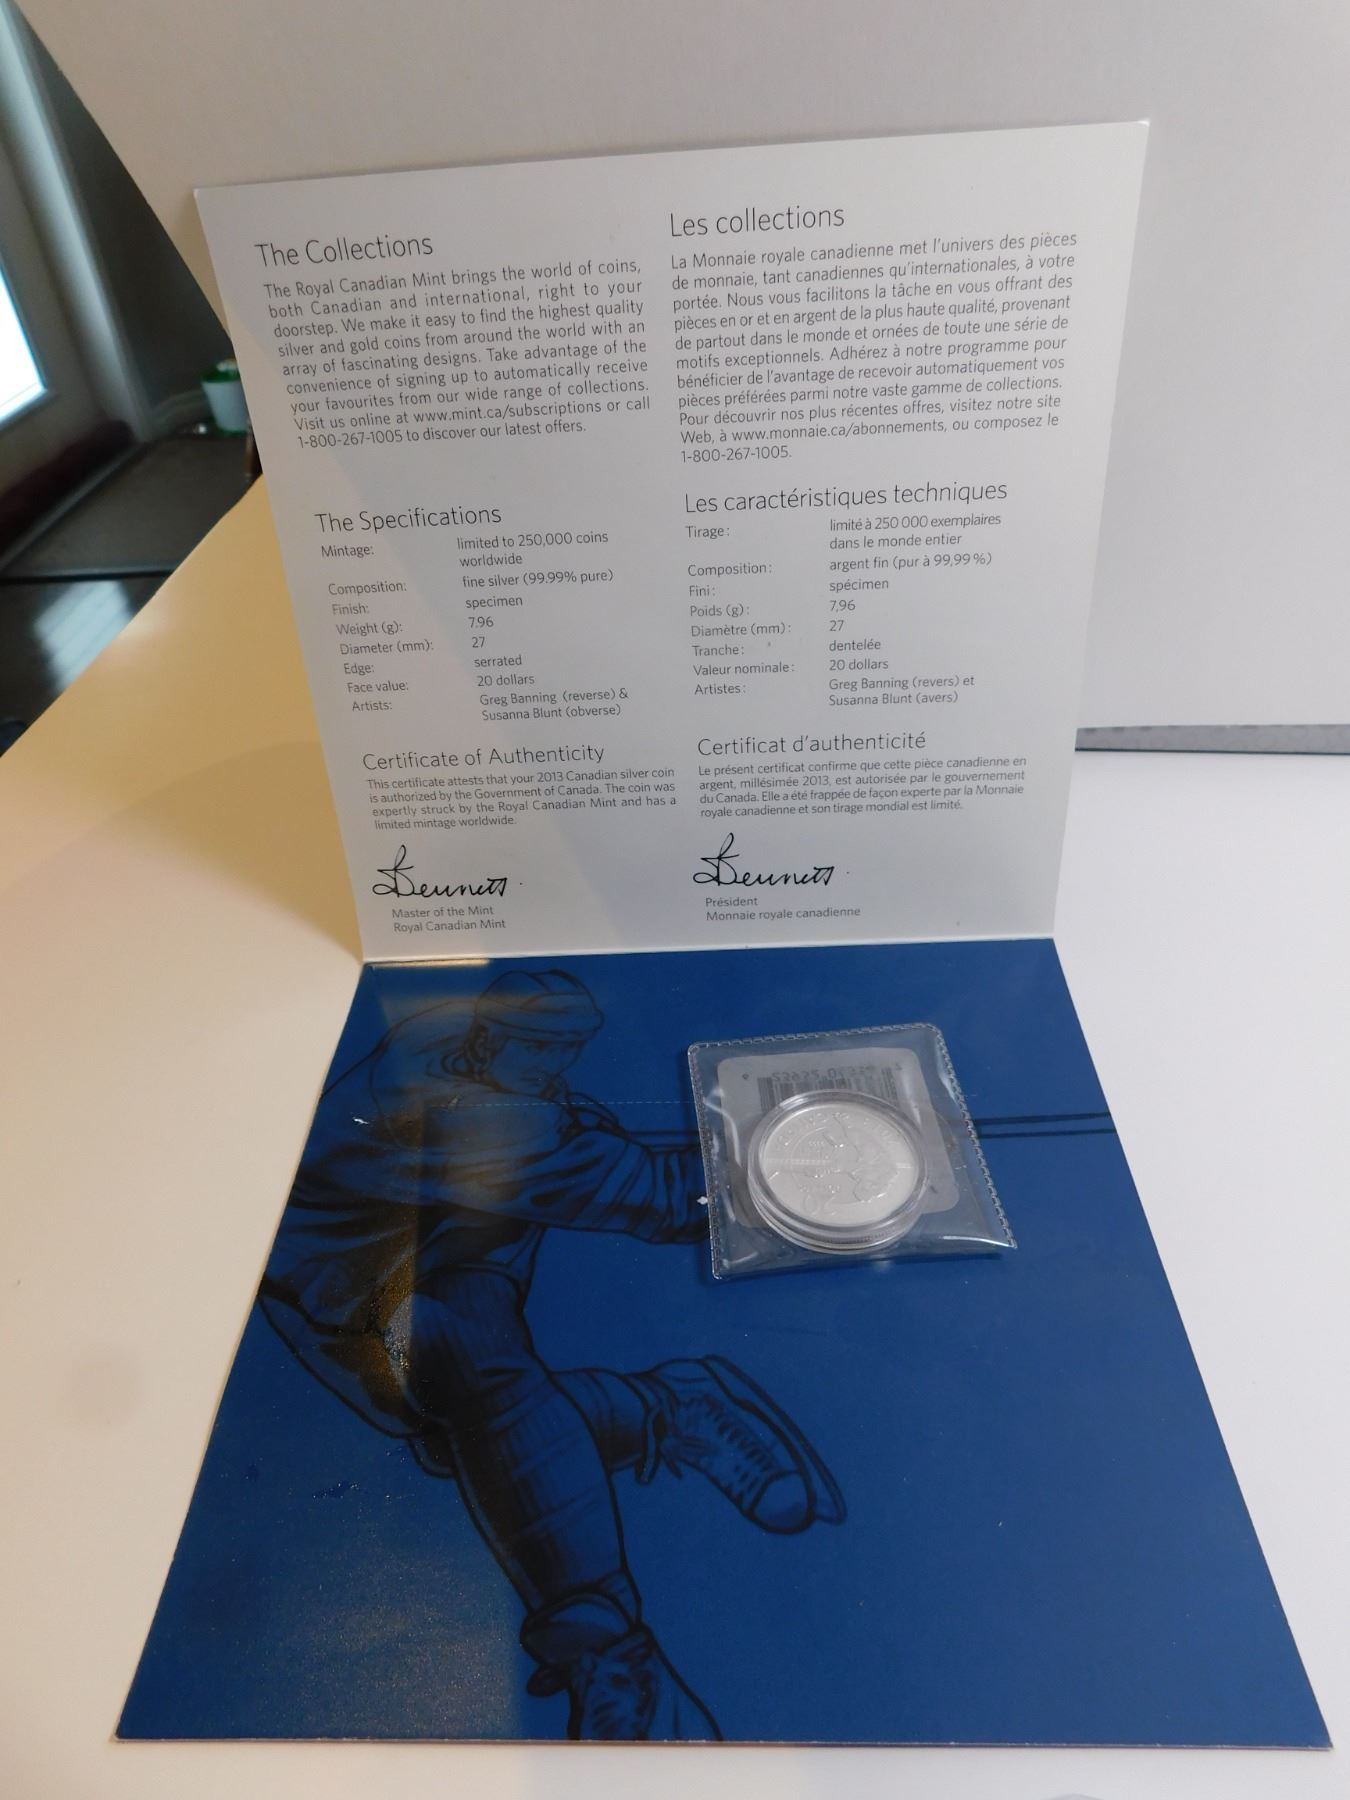 The Collections
The Royal Canadian Mint brings the world of coins,
both Canadian and international, right to your
doorstep. We make it easy to find the highest quality
silver and gold coins from around the world with an
array of fascinating designs. Take advantage of the
convenience of signing up to automatically receive
your favourites from our wide range of collections.
Visit us online at www.mint.ca/subscriptions or call
1-800-267-1005 to discover our latest offers.
The Specifications
Mintage: limited to 250,000 coins
worldwide
Composition: fine silver (99.99% pure)
Finish: specimen
Weight (g): 7.96
Diameter (mm): 27
Edge: serrated
Face value: 20 dollars
Artists: Greg Banning (reverse) &
Susanna Blunt (obverse)
Certificate of Authenticity
This certificate attests that your 2013 Canadian silver coin
is authorized by the Government of Canada. The coin was
expertly struck by the Royal Canadian Mint and has a
limited mintage worldwide.
Bennett
Master of the Mint
Royal Canadian Mint
Les collections
La Monnaie royale canadienne met l'univers des pièces
de monnaie, tant canadiennes qu'internationales, à votre
portée. Nous vous facilitons la tâche en vous offrant des
pièces en or et en argent de la plus haute qualité, provenant
de partout dans le monde et ornées de toute une série de
motifs exceptionnels. Adhérez à notre programme pour
bénéficier de l'avantage de recevoir automatiquement vos
pièces préférées parmi notre vaste gamme de collections.
Pour découvrir nos plus récentes offres, visitez notre site
Web, à www.monnaie.ca/abonnements, ou composez le
1-800-267-1005.
Les caractéristiques techniques
Tirage: limité à 250 000 exemplaires
dans le monde entier
Composition: argent fin (pur à 99,99 %)
Fini: spécimen
Poids (g): 7,96
Diamètre (mm): 27
Tranche: dentelée
Valeur nominale: 20 dollars
Artistes: Greg Banning (revers) et
Susanna Blunt (avers)
Certificat d'authenticité
Le présent certificat confirme que cette pièce canadienne en
argent, millésimée 2013, est autorisée par le gouvernement
du Canada. Elle a été frappée de façon experte par la Monnaie
royale canadienne et son tirage mondial est limité.
Bennett
Président
Monnaie royale canadienne